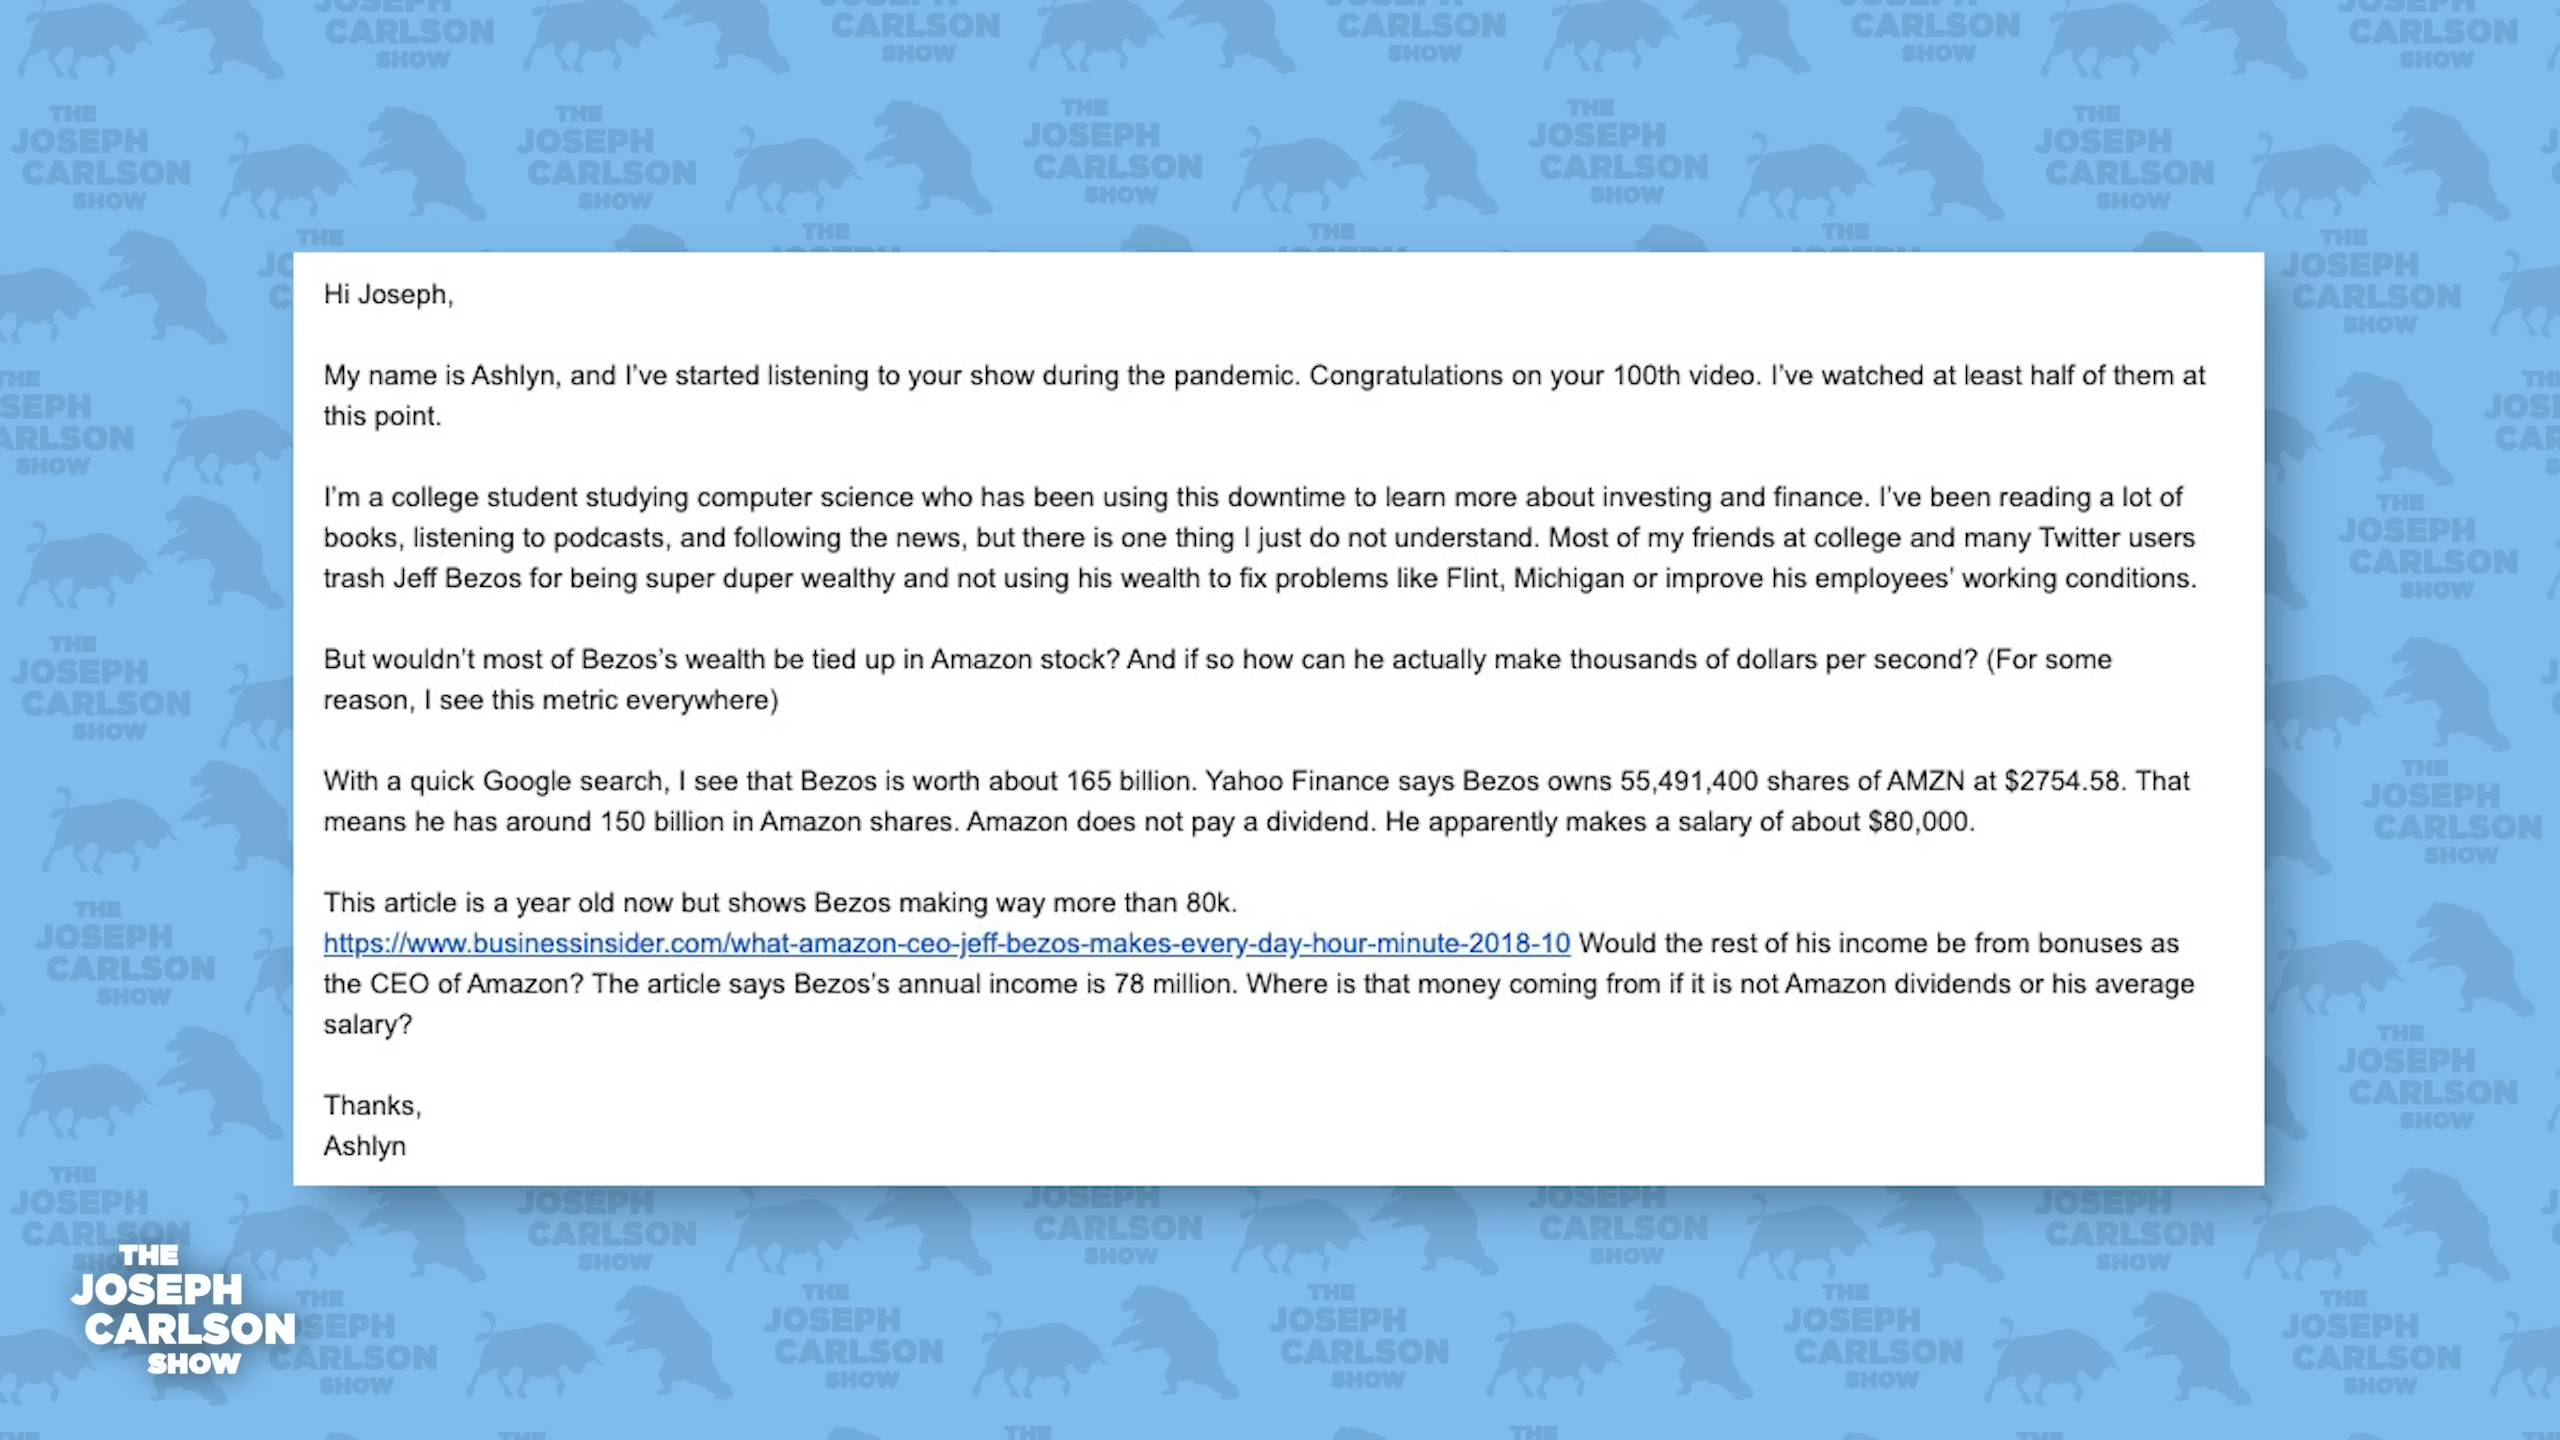 Hi Joseph,
My name is Ashlyn, and I've started listening to your show during the pandemic. Congratulations on your 100th video. I've watched at least half of them at
this point.
I'm a college student studying computer science who has been using this downtime to learn more about investing and finance. I've been reading a lot of
books, listening to podcasts, and following the news, but there is one thing I just do not understand. Most of my friends at college and many Twitter users
trash Jeff Bezos for being super duper wealthy and not using his wealth to fix problems like Flint, Michigan or improve his employees' working conditions.
But wouldn't most of Bezos's wealth be tied up in Amazon stock? And if so how can he actually make thousands of dollars per second? (For some
reason, I see this metric everywhere)
With a quick Google search, I see that Bezos is worth about 165 billion. Yahoo Finance says Bezos owns 55,491,400 shares of AMZN at $2754.58. That
means he has around 150 billion in Amazon shares. Amazon does not pay a dividend. He apparently makes a salary of about $80,000.
This article is a year old now but shows Bezos making way more than 80k.
https://www.businessinsider.com/what-amazon-ceo-jeff-bezos-makes-every-day-hour-minute-2018-10 Would the rest of his income be from bonuses as
the CEO of Amazon? The article says Bezos's annual income is 78 million. Where is that money coming from if it is not Amazon dividends or his average
salary?
Thanks,
Ashlyn
THE
JOSEPH
CARLSON
SHOW